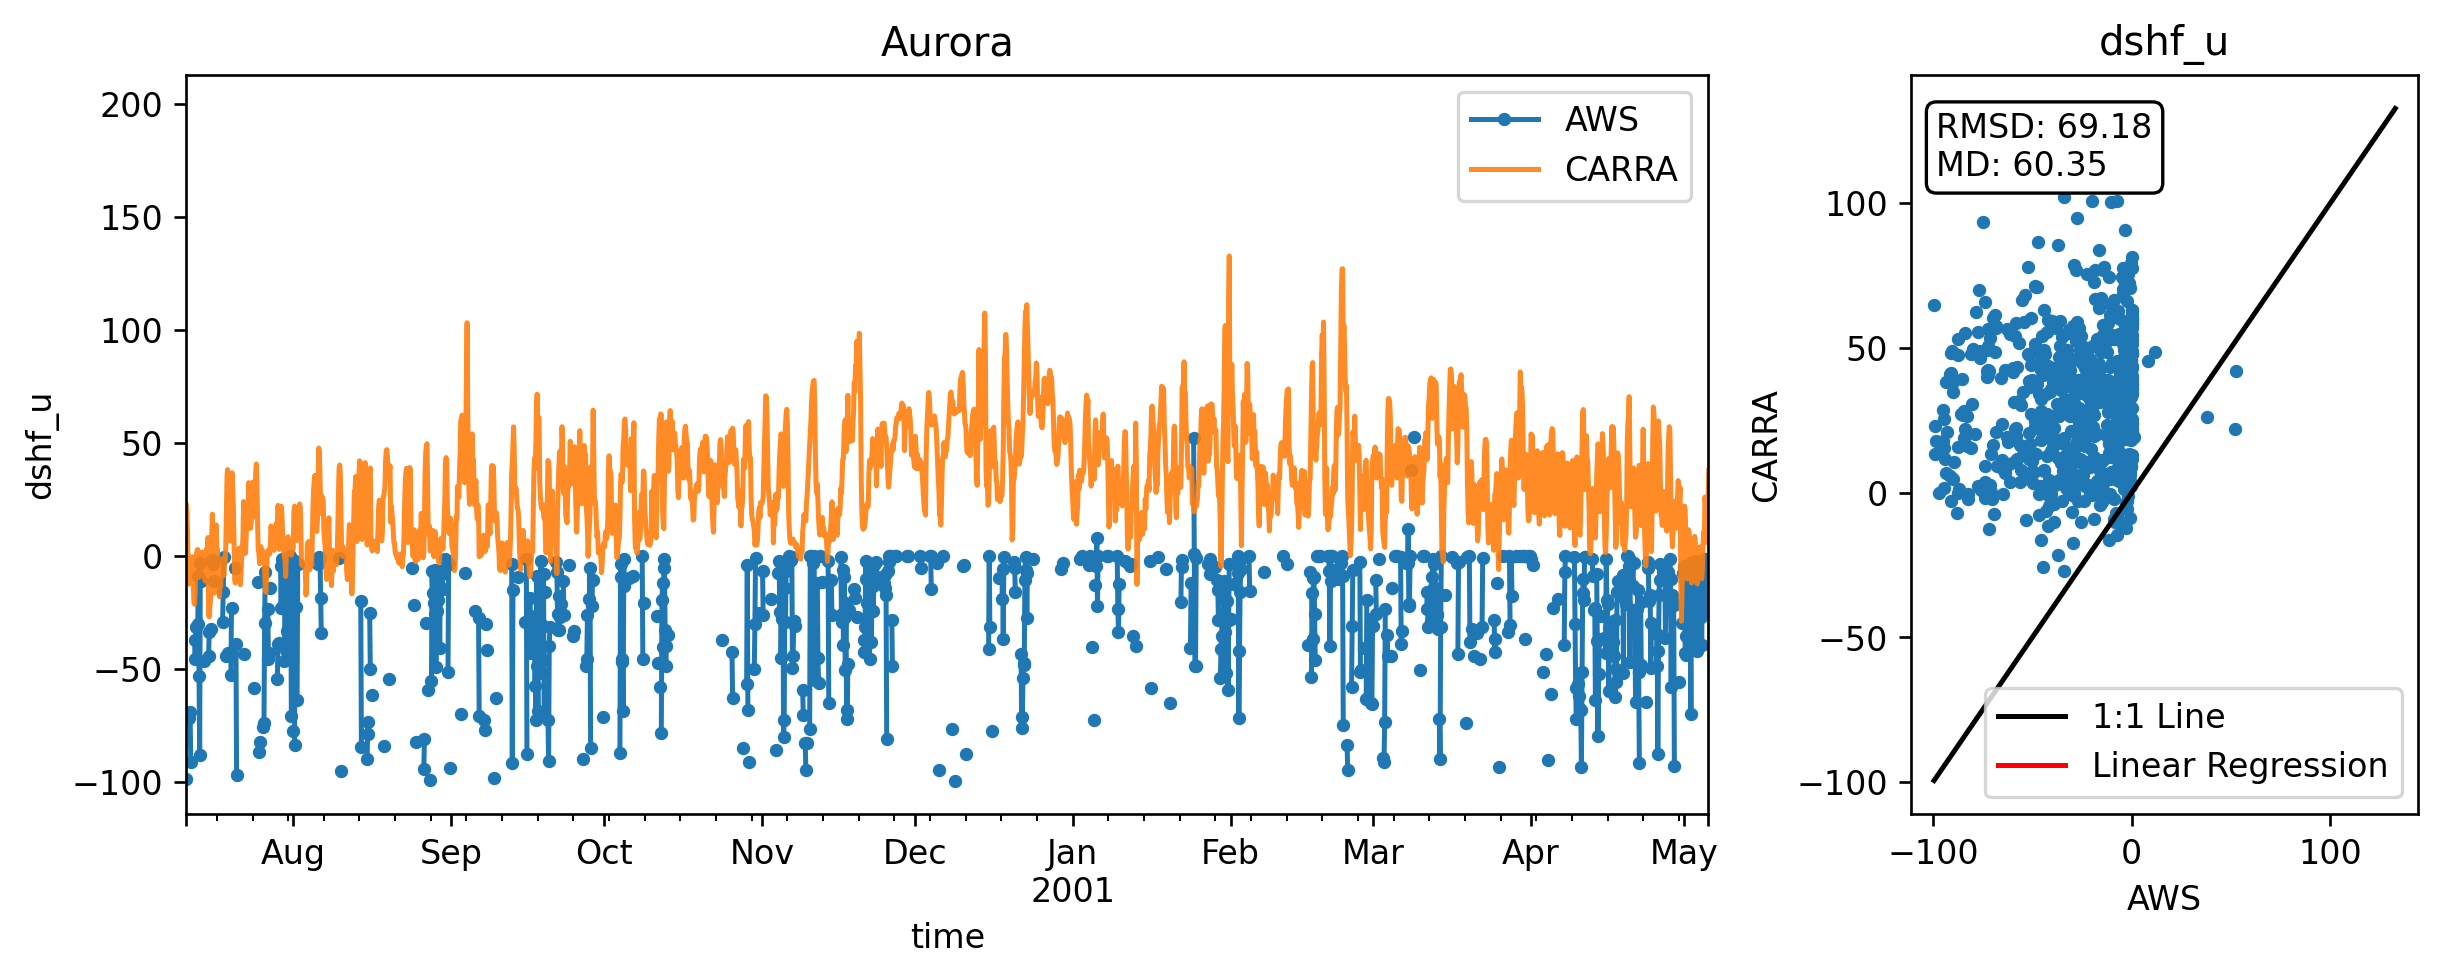 Aurora
dshf_u
200
150
100
50
0
−50
−100
AWS
CARRA
Aug
Sep
Oct
Nov
Dec
Jan
2001
Feb
Mar
Apr
May
time
dshf_u
RMSD: 69.18
MD: 60.35
CARRA
100
50
0
−50
−100
1:1 Line
Linear Regression
−100
0
100
AWS